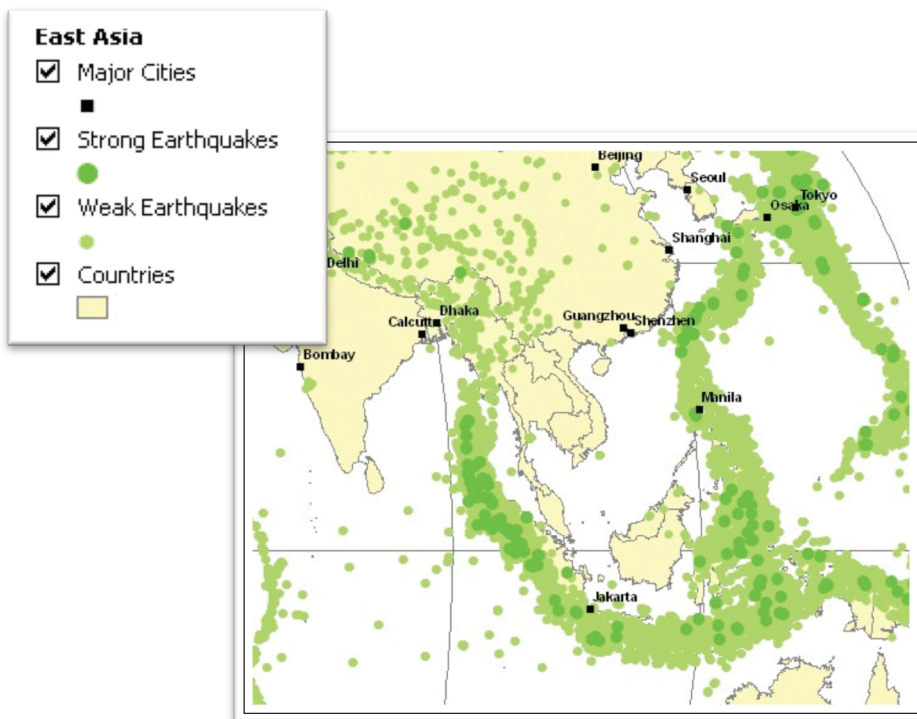 East Asia
Major Cities
Strong Earthquakes
Weak Earthquakes
Countries
Beijing
Seoul
Tokyo
Osaka
Shanghai
Delhi
Dhaka
Calcutt
Guangzhou
Shenzhen
Bombay
Manila
Jakarta